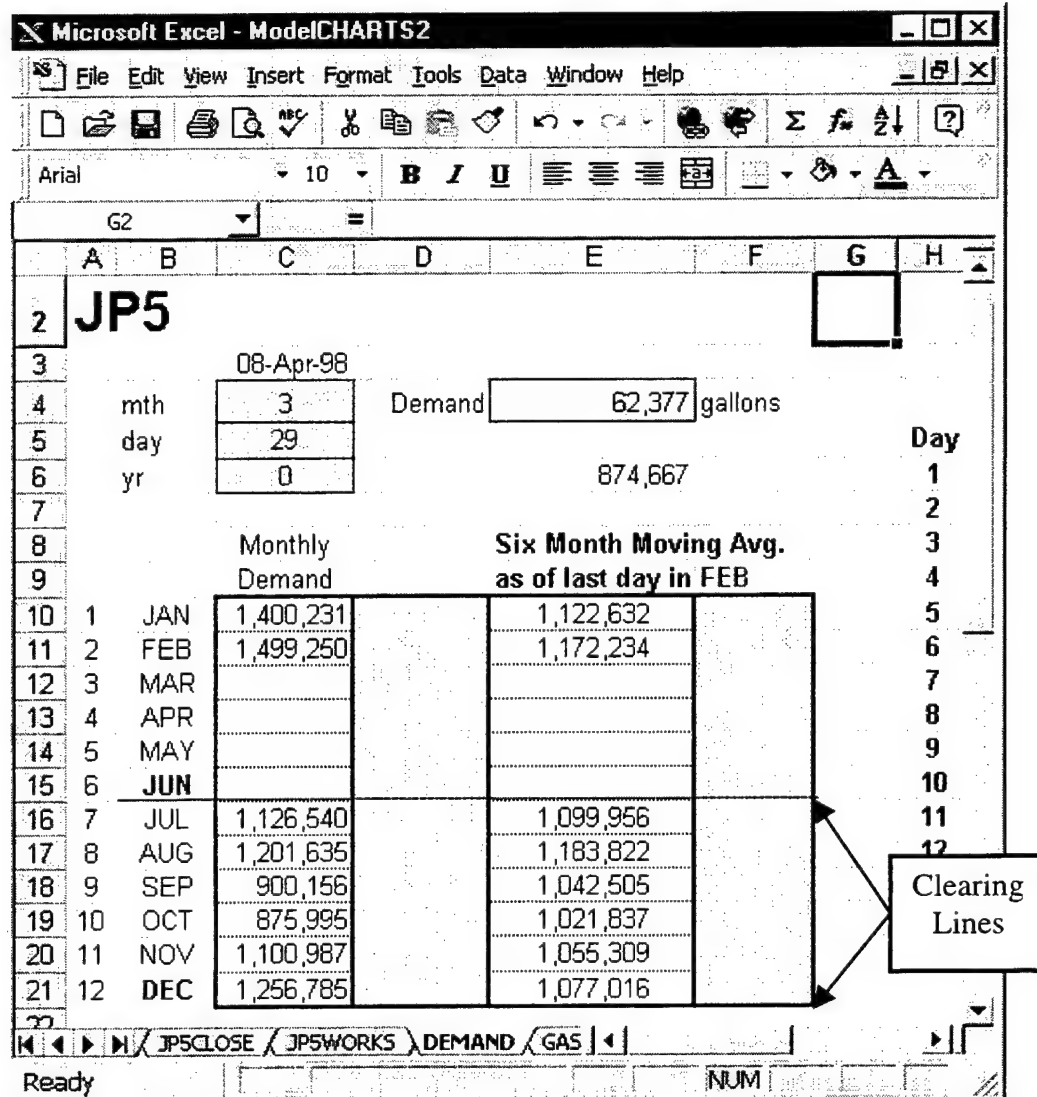 Microsoft Excel - ModelCHARTS2
File Edit View Insert Format Tools Data Window Help
ABC Σ f
Arial 10 B I U a A
G2 =
A B C D E F G H
2 JP5
3 08-Apr-98
4 mth 3 Demand 62,377 gallons
5 day 29 Day
6 yr 0 874,667 1
7 2
8 Monthly Six Month Moving Avg. 3
9 Demand as of last day in FEB 4
10 1 JAN 1,400,231 1,122,632 5
11 2 FEB 1,499,250 1,172,234 6
12 3 MAR 7
13 4 APR 8
14 5 MAY 9
15 6 JUN 10
16 7 JUL 1,126,540 1,099,956 11
17 8 AUG 1,201,635 1,183,822 12
18 9 SEP 900,156 1,042,505
19 10 OCT 875,995 1,021,837
20 11 NOV 1,100,987 1,055,309
21 12 DEC 1,256,785 1,077,016
Clearing
Lines
JP5CLOSE JP5WORKS DEMAND GAS
Ready NUM